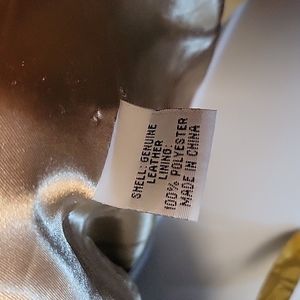 SHELL: GENUINE
LEATHER
LINING:
100% POLYESTER
MADE IN CHINA